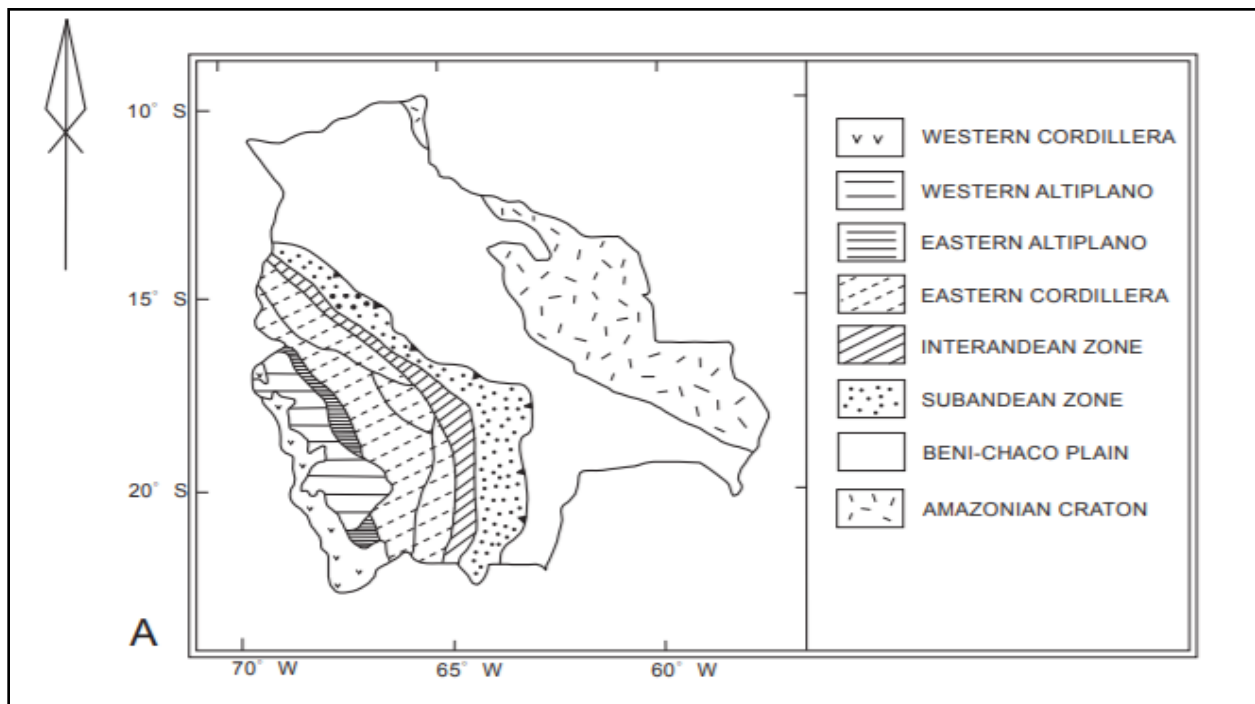 10° S
15° S
20° S
A
70° W
65° W
60° W
WESTERN CORDILLERA
WESTERN ALTIPLANO
EASTERN ALTIPLANO
EASTERN CORDILLERA
INTERANDEAN ZONE
SUBANDEAN ZONE
BENI-CHACO PLAIN
AMAZONIAN CRATON